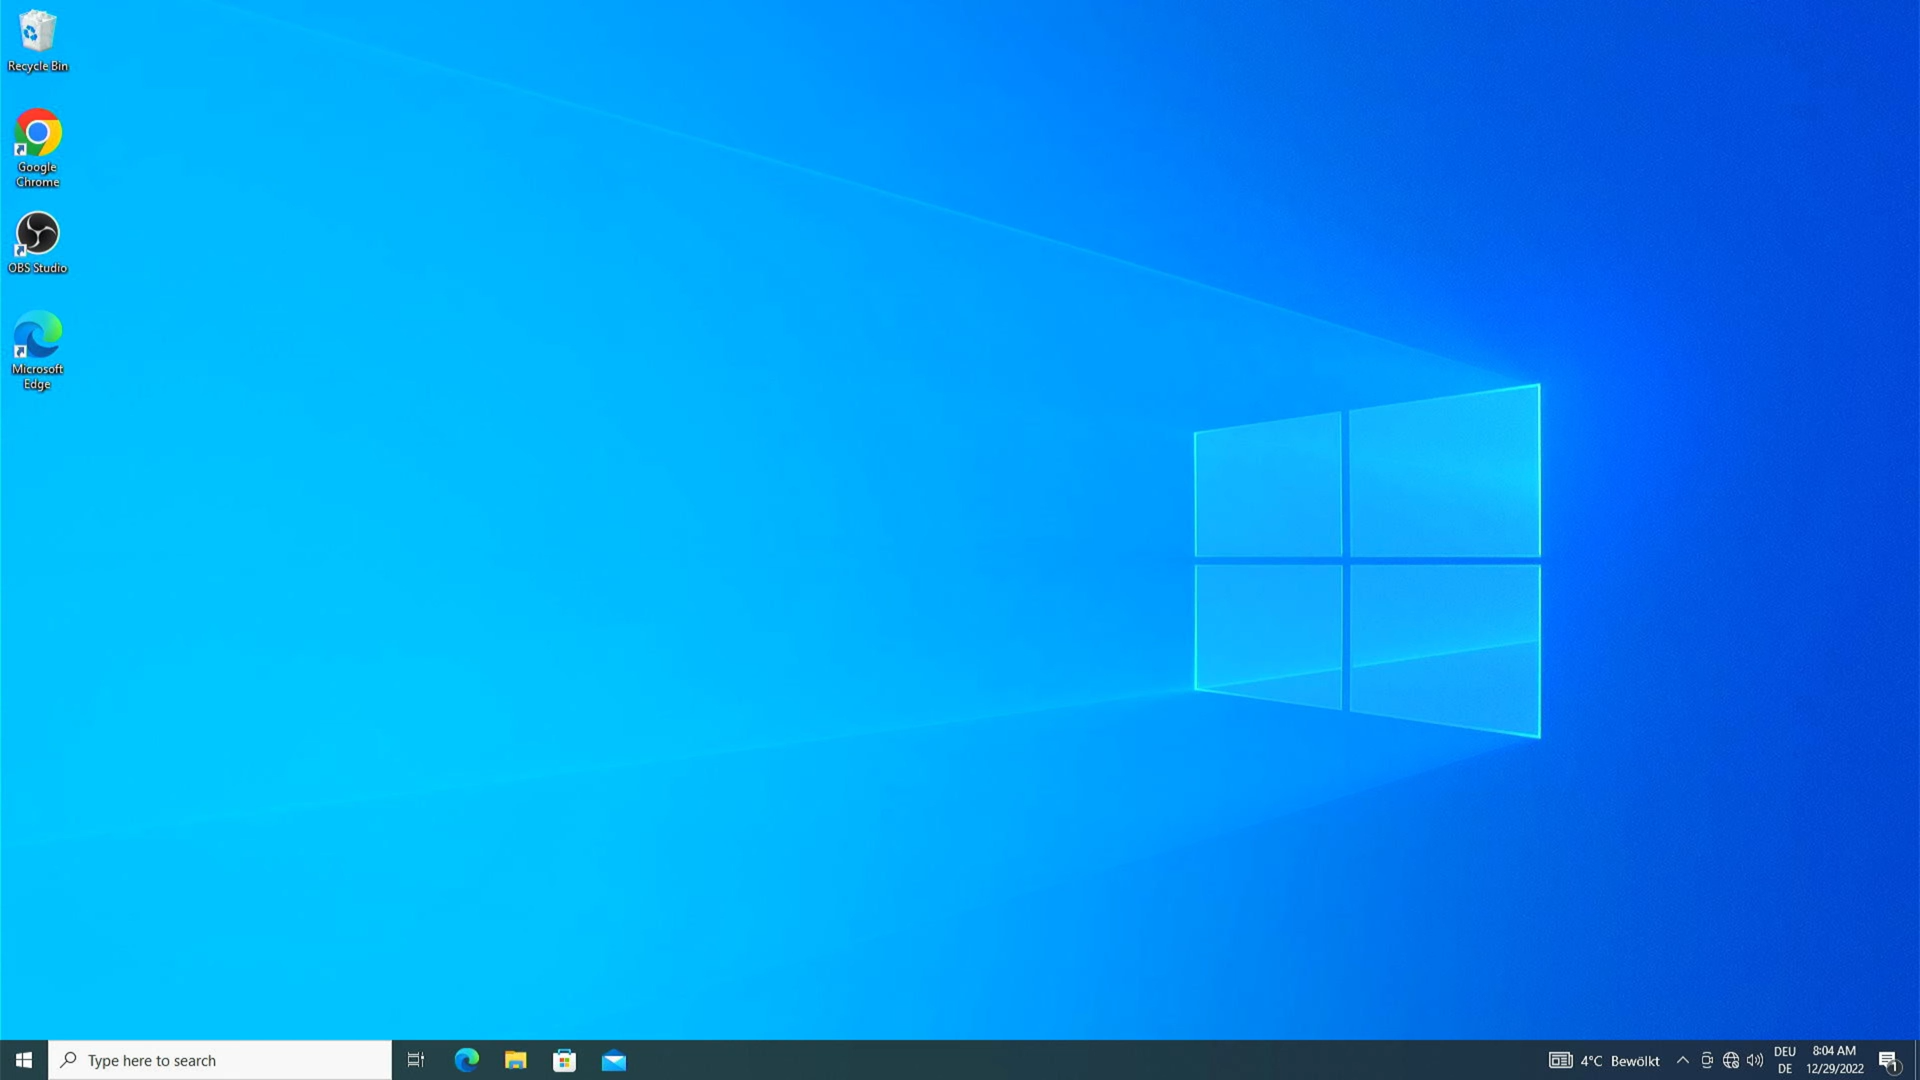 Recycle Bin
Google
Chrome
OBS Studio
Microsoft
Edge
Type here to search
4°C Bewölkt
DEU
DE
8:04 AM
12/29/2022
1